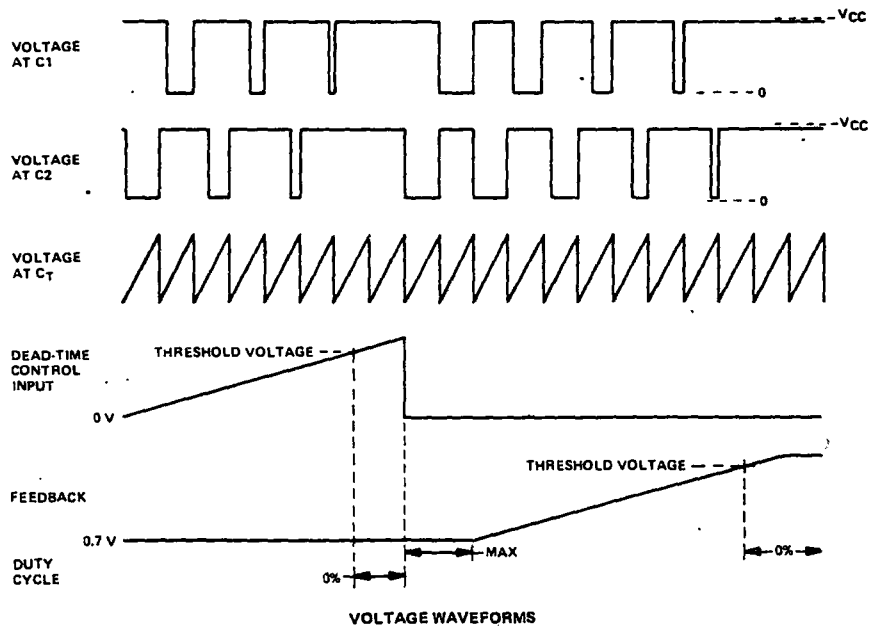 VOLTAGE
AT C1
VCC
0
VOLTAGE
AT C2
VCC
0
VOLTAGE
AT CT
DEAD-TIME
CONTROL
INPUT
THRESHOLD VOLTAGE
0 V
THRESHOLD VOLTAGE
FEEDBACK
0.7 V
MAX
0%
DUTY
CYCLE
0%
VOLTAGE WAVEFORMS